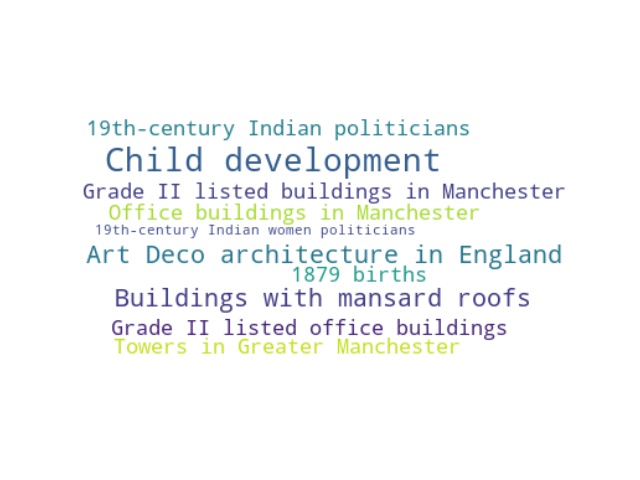 19th-century Indian politicians
Child development
Grade II listed buildings in Manchester
Office buildings in Manchester
19th-century Indian women politicians
Art Deco architecture in England
1879 births
Buildings with mansard roofs
Grade II listed office buildings
Towers in Greater Manchester